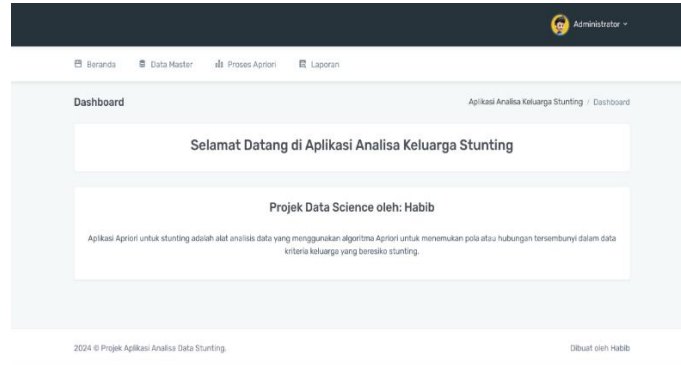 Administrator
Beranda Data Master Proses Apriori Laporan
Dashboard Aplikasi Analisa Keluarga Stunting / Dashboard
Selamat Datang di Aplikasi Analisa Keluarga Stunting
Projek Data Science oleh: Habib
Aplikasi Apriori untuk stunting adalah alat analisis data yang menggunakan algoritma Apriori untuk menemukan pola atau hubungan tersembunyi dalam data
kriteria keluarga yang beresiko stunting.
2024 © Projek Aplikasi Analisa Data Stunting. Dibuat oleh Habib